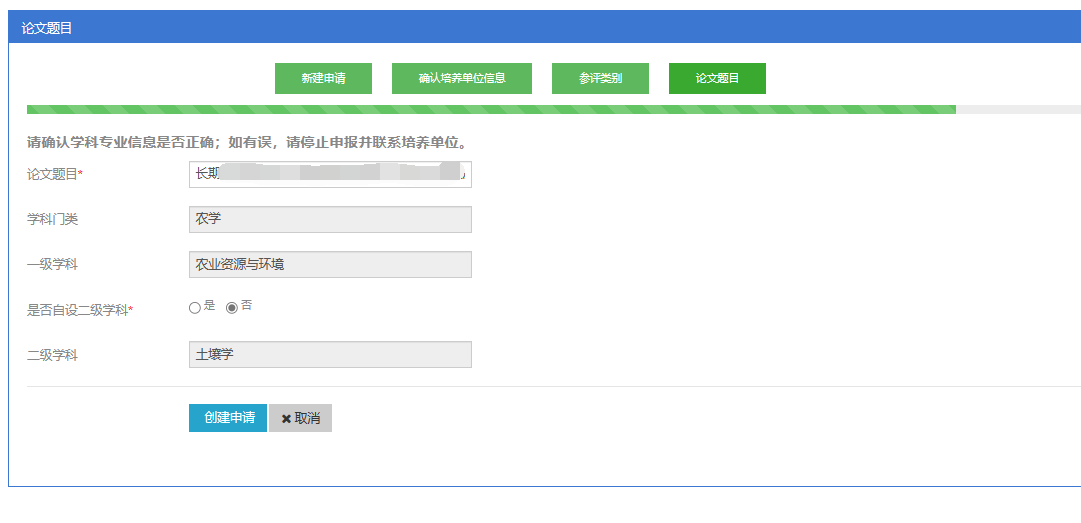 论文题目
新建申请 确认培养单位信息 参评类别 论文题目
请确认学科专业信息是否正确；如有误，请停止申报并联系培养单位。
论文题目* 长期
学科门类 农学
一级学科 农业资源与环境
是否自设二级学科* 是 否
二级学科 土壤学
创建申请 ✖ 取消